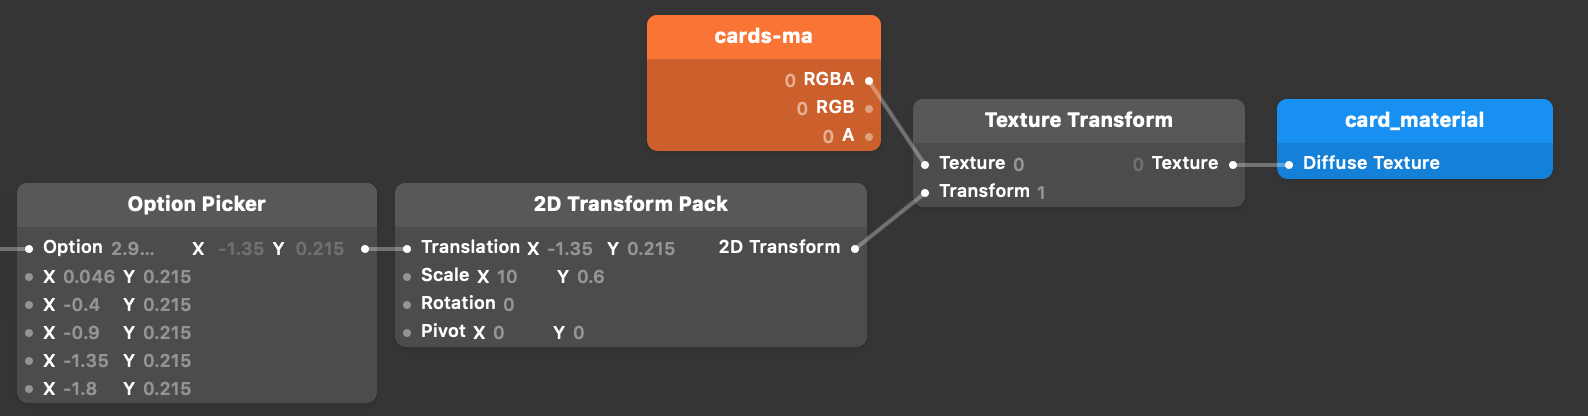 cards-ma
0 RGBA
0 RGB
0 A
Texture Transform
Texture 0 0 Texture
Transform 1
card_material
Diffuse Texture
Option Picker
Option 2.9... X -1.35 Y 0.215
X 0.046 Y 0.215
X -0.4 Y 0.215
X -0.9 Y 0.215
X -1.35 Y 0.215
X -1.8 Y 0.215
2D Transform Pack
Translation X -1.35 Y 0.215 2D Transform
Scale X 10 Y 0.6
Rotation 0
Pivot X 0 Y 0